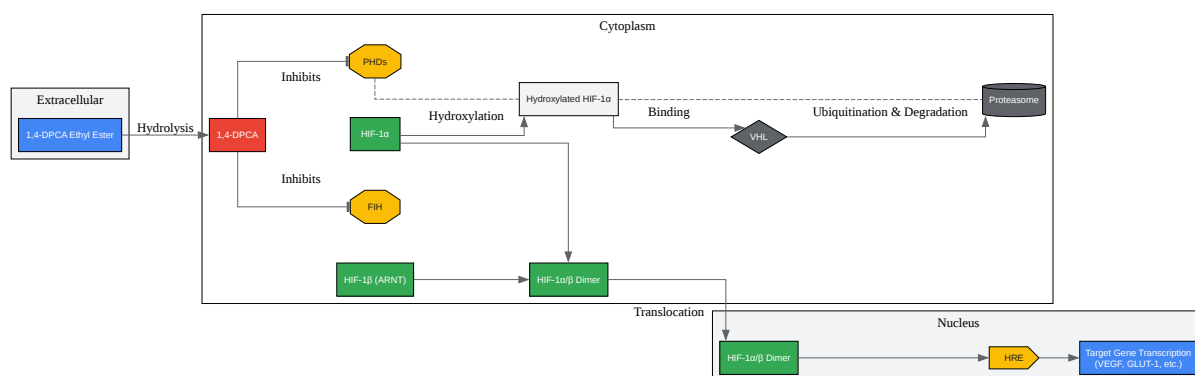 Cytoplasm
PHDs
Inhibits
Extracellular
Hydroxylated HIF-1α
Proteasome
Hydroxylation
Binding
Ubiquitination & Degradation
1,4-DPCA Ethyl Ester
Hydrolysis
1,4-DPCA
HIF-1α
VHL
Inhibits
FIH
HIF-1β (ARNT)
HIF-1α/β Dimer
Translocation
Nucleus
HIF-1α/β Dimer
HRE
Target Gene Transcription
(VEGF, GLUT-1, etc.)